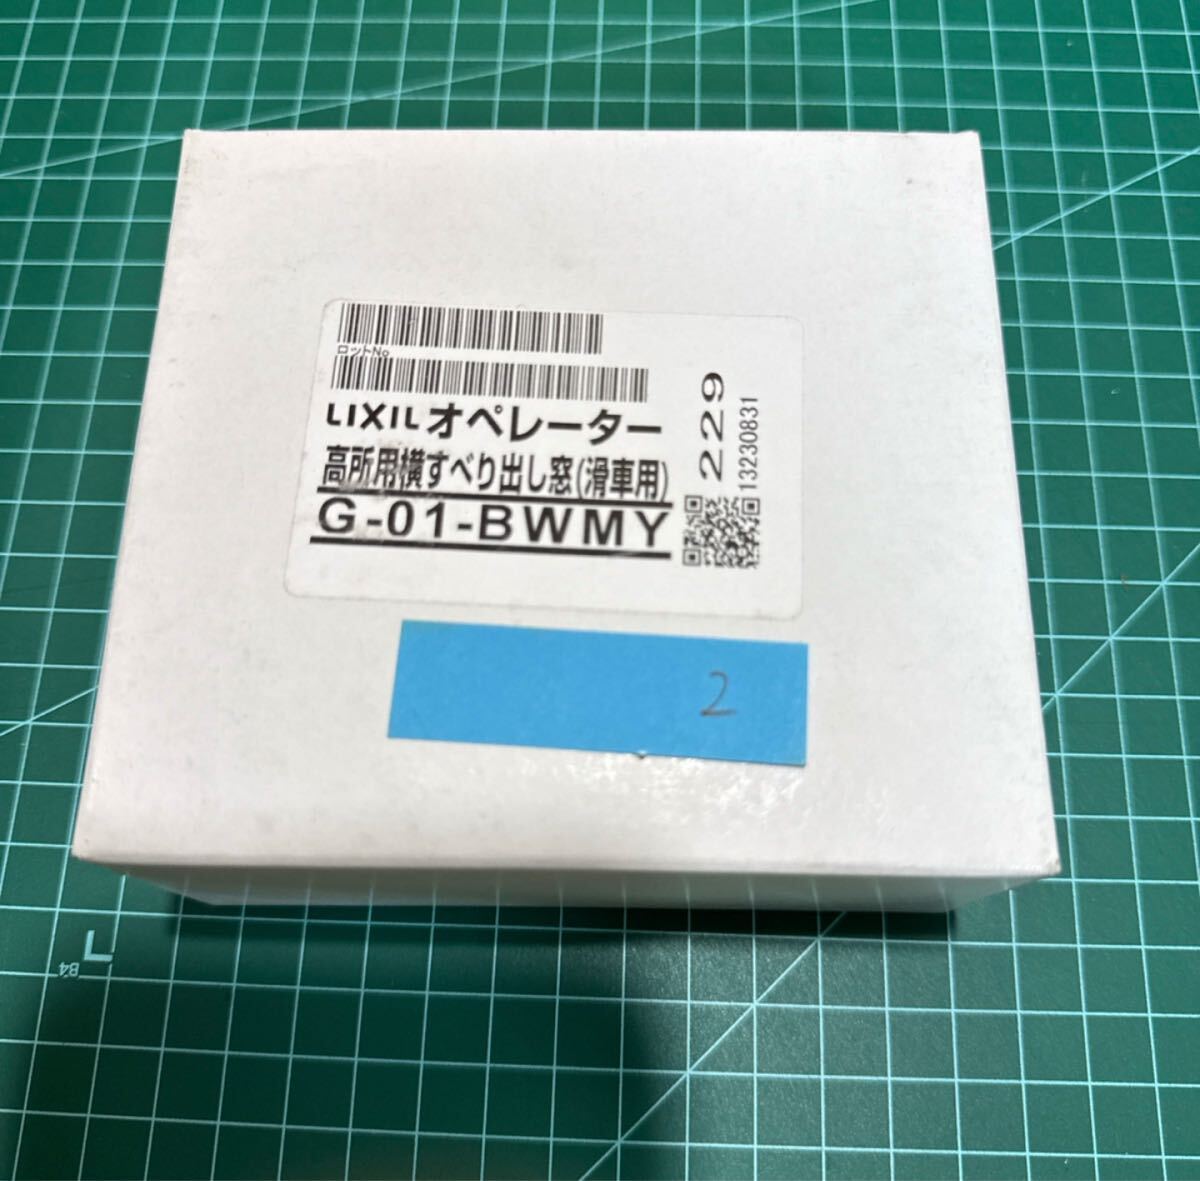 ロットNo
LIXILオペレーター
高所用横すべり出し窓(滑車用)
G-01-BWMY
229
13230831
2
B4